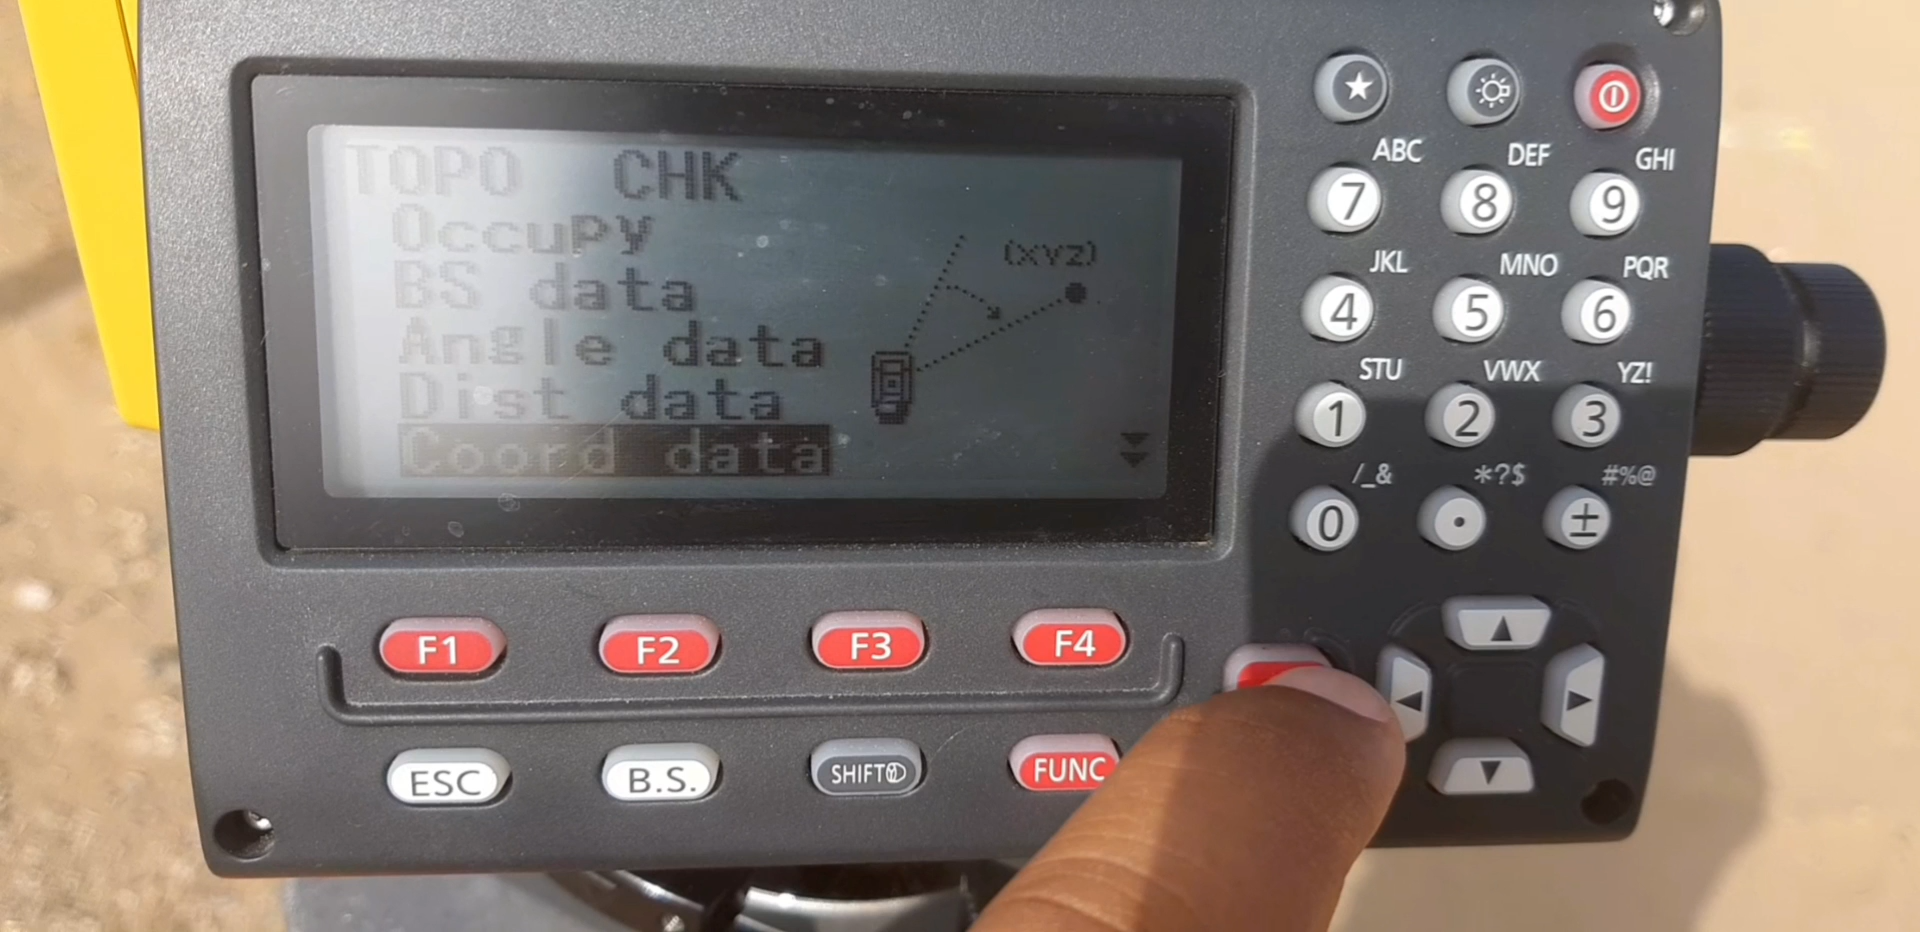 TOPO CHK
Occupy
BS data
Angle data
Dist data
Coord data
(xyz)
ABC DEF GHI
7 8 9
JKL MNO PQR
4 5 6
STU VWX YZ!
1 2 3
/_& *?$ #%@
0 . ±
F1 F2 F3 F4
ESC B.S. SHIFT FUNC